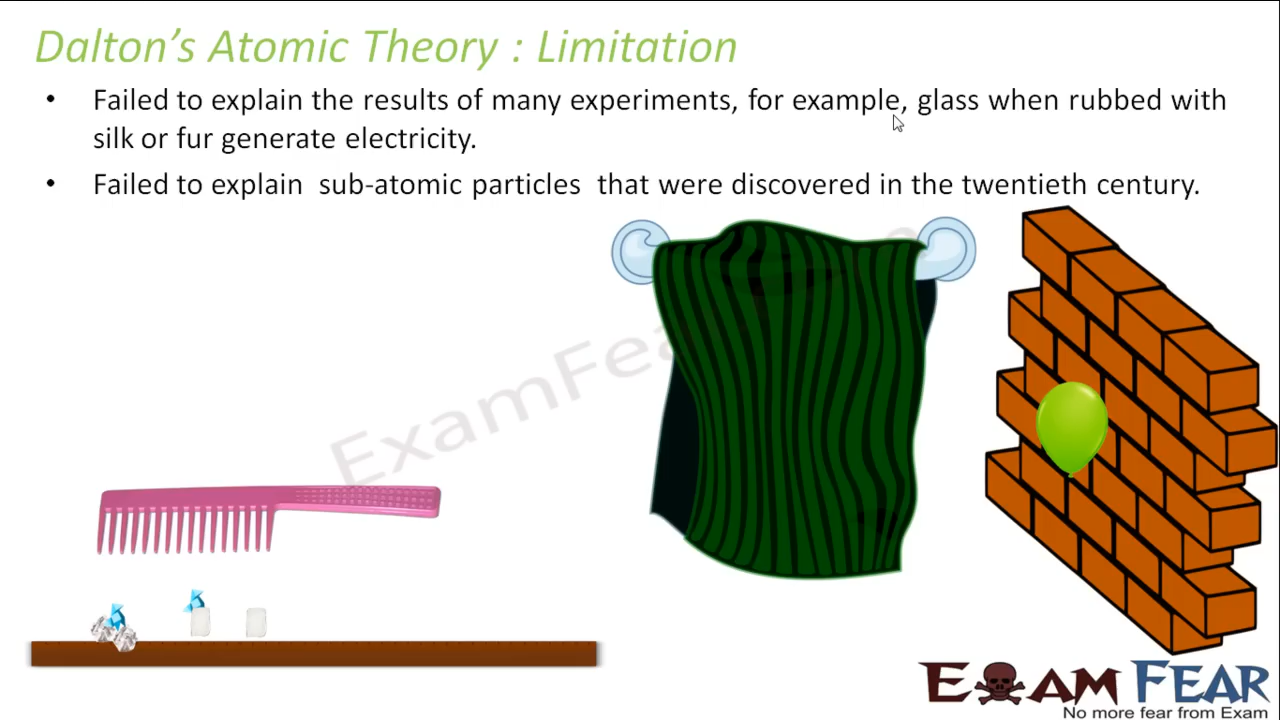 Dalton's Atomic Theory : Limitation
• Failed to explain the results of many experiments, for example, glass when rubbed with
silk or fur generate electricity.
• Failed to explain sub-atomic particles that were discovered in the twentieth century.
ExamFea
EXAM FEAR
No more fear from Exam